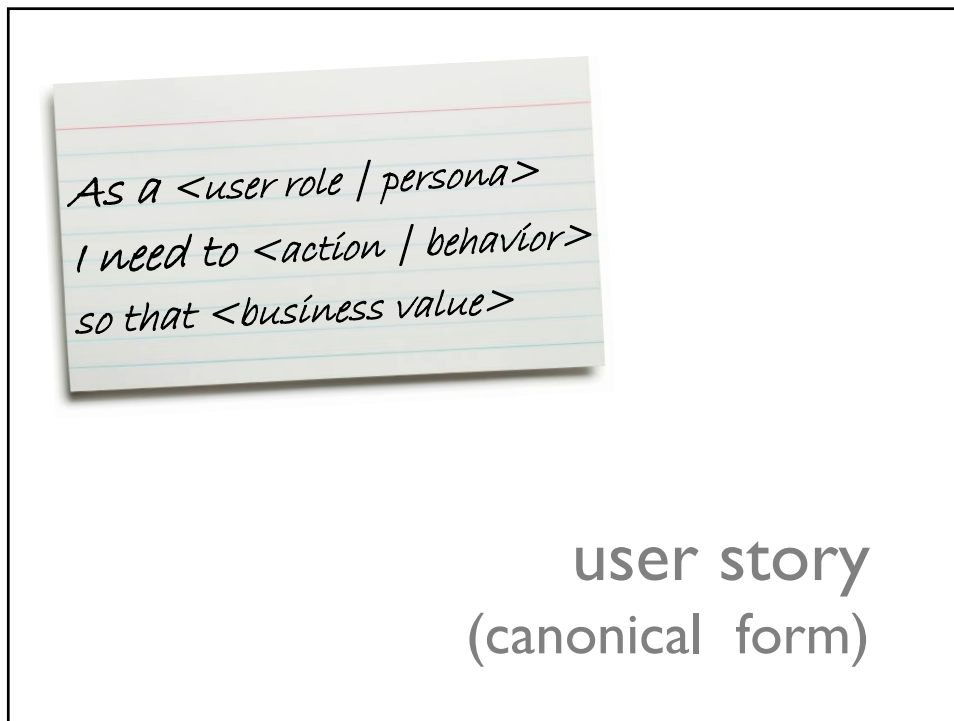 As a <user role | persona>
I need to <action | behavior>
so that <business value>
user story
(canonical form)